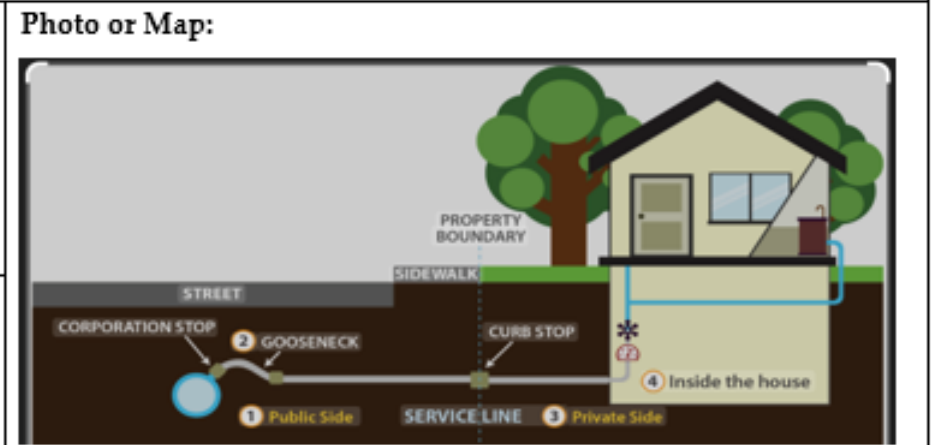 Photo or Map:
PROPERTY
BOUNDARY
SIDEWALK
STREET
CORPORATION STOP
2 GOOSENECK
CURB STOP
4 Inside the house
1 Public Side
SERVICE LINE
3 Private Side